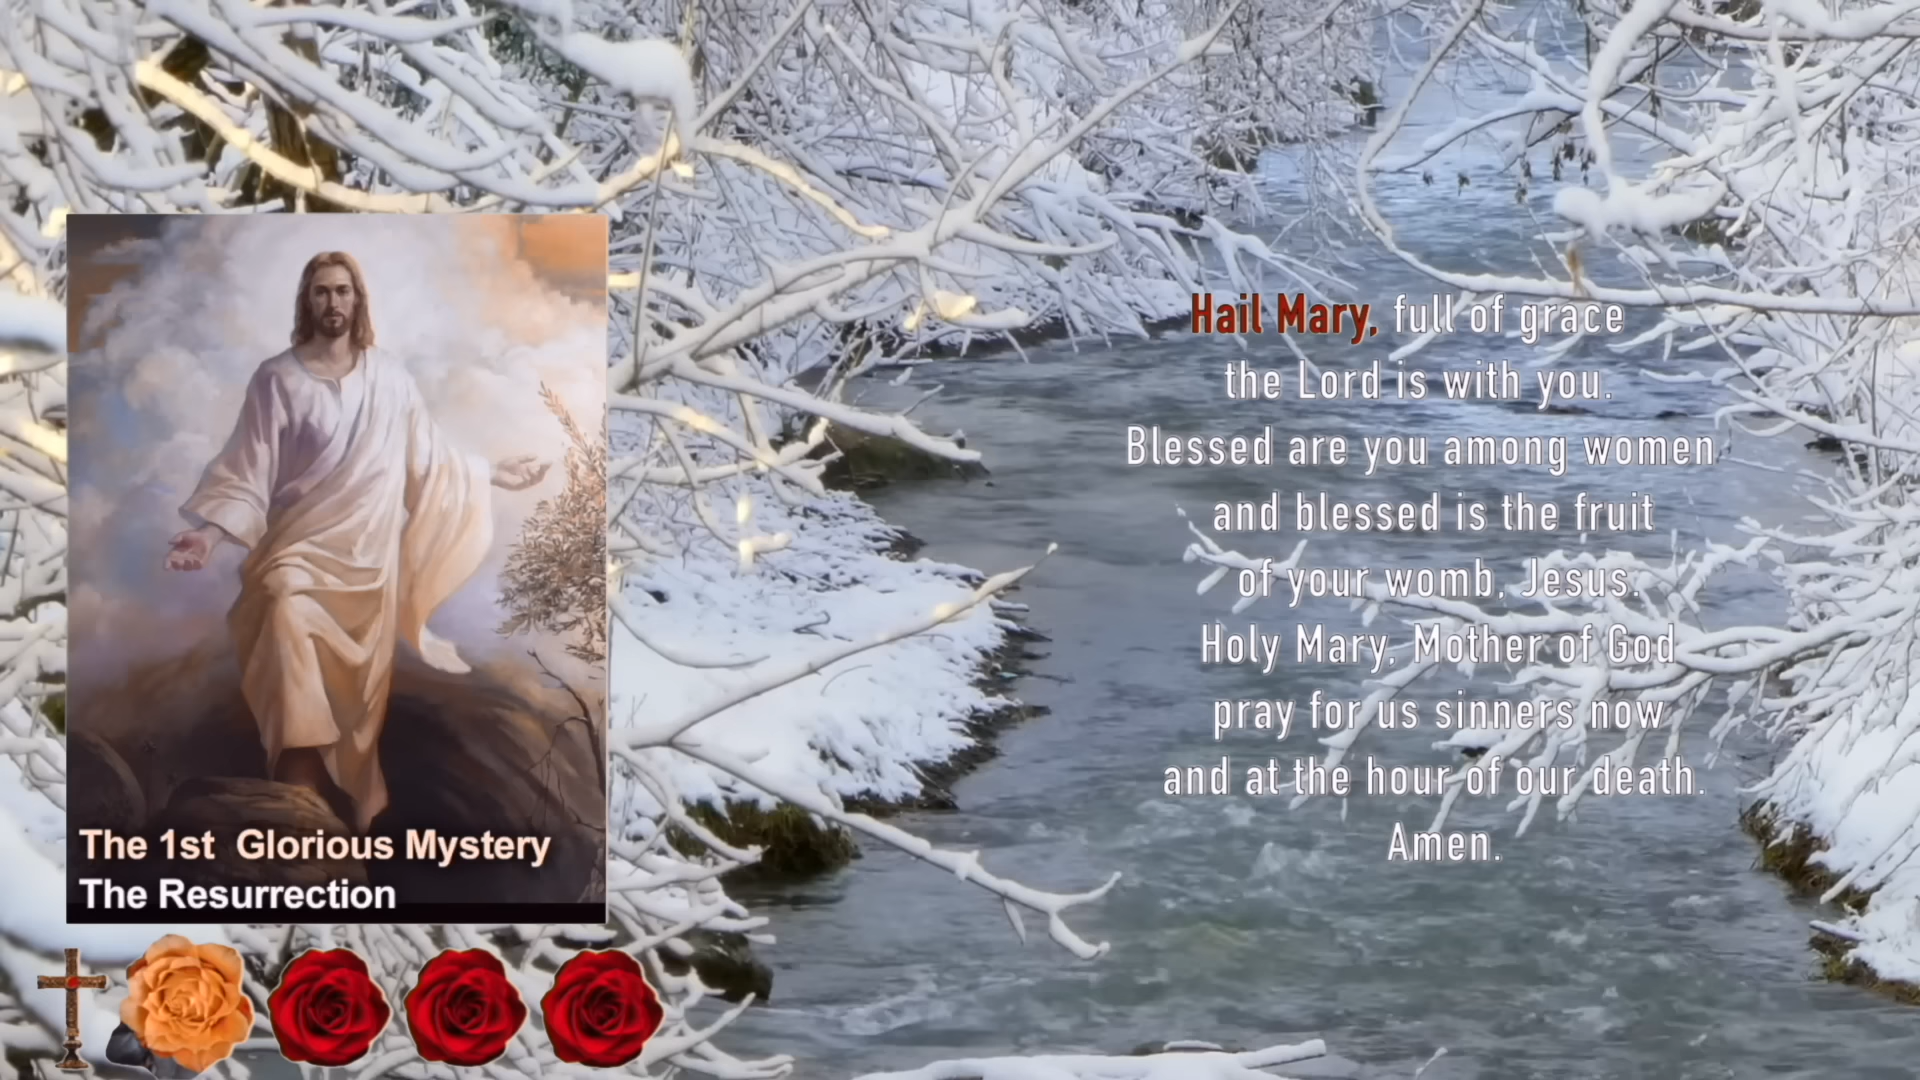 Hail Mary, full of grace
the Lord is with you.
Blessed are you among women
and blessed is the fruit
of your womb, Jesus.
Holy Mary, Mother of God
pray for us sinners now
and at the hour of our death.
Amen.
The 1st Glorious Mystery
The Resurrection